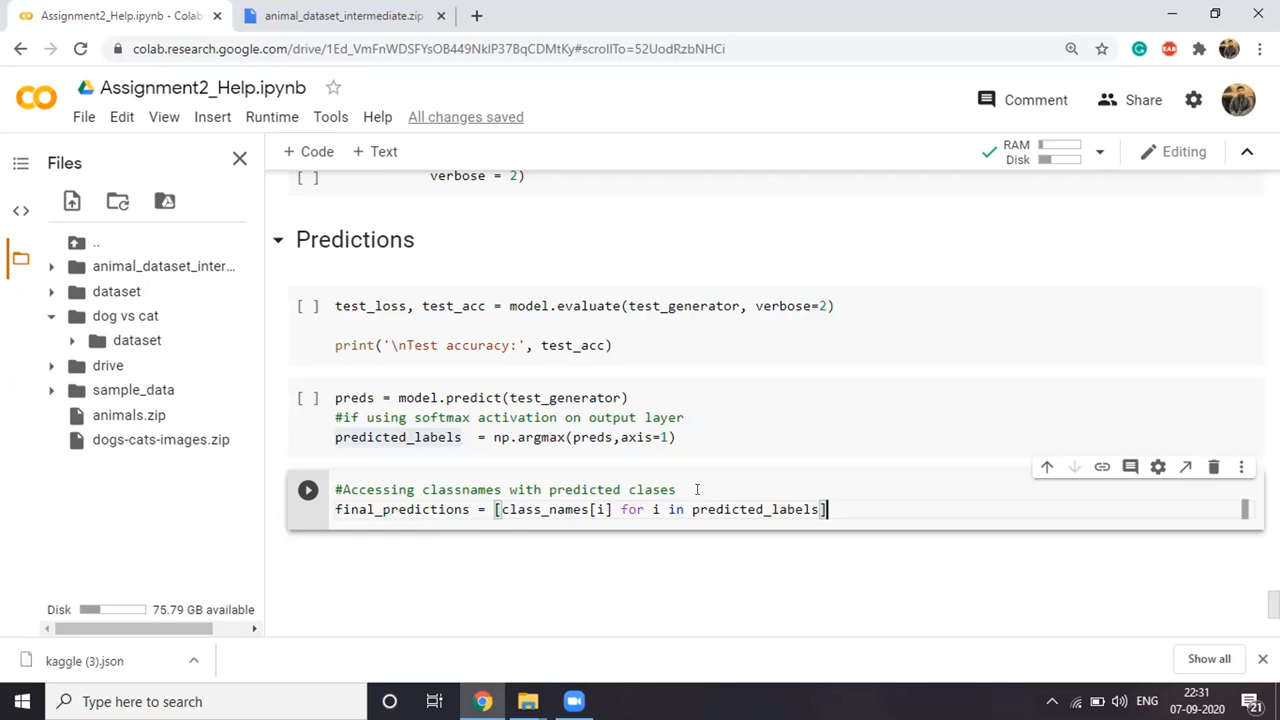 Assignment2_Help.ipynb - Colab
animal_dataset_intermediate.zip
colab.research.google.com/drive/1Ed_VmFnWDSFYsOB449NklP37BqCDMtKy#scrollTo=52UodRzbNHCi
Assignment2_Help.ipynb
Comment
Share
File Edit View Insert Runtime Tools Help All changes saved
Files
+ Code + Text
RAM
Disk
Editing
..
animal_dataset_inter...
dataset
dog vs cat
dataset
drive
sample_data
animals.zip
dogs-cats-images.zip
Disk 75.79 GB available
[ ] verbose = 2)
Predictions
[ ] test_loss, test_acc = model.evaluate(test_generator, verbose=2)
print('\nTest accuracy:', test_acc)
[ ] preds = model.predict(test_generator)
#if using softmax activation on output layer
predicted_labels = np.argmax(preds,axis=1)
#Accessing classnames with predicted clases
final_predictions = [class_names[i] for i in predicted_labels]
kaggle (3).json
Show all
Type here to search
ENG
22:31
07-09-2020
21